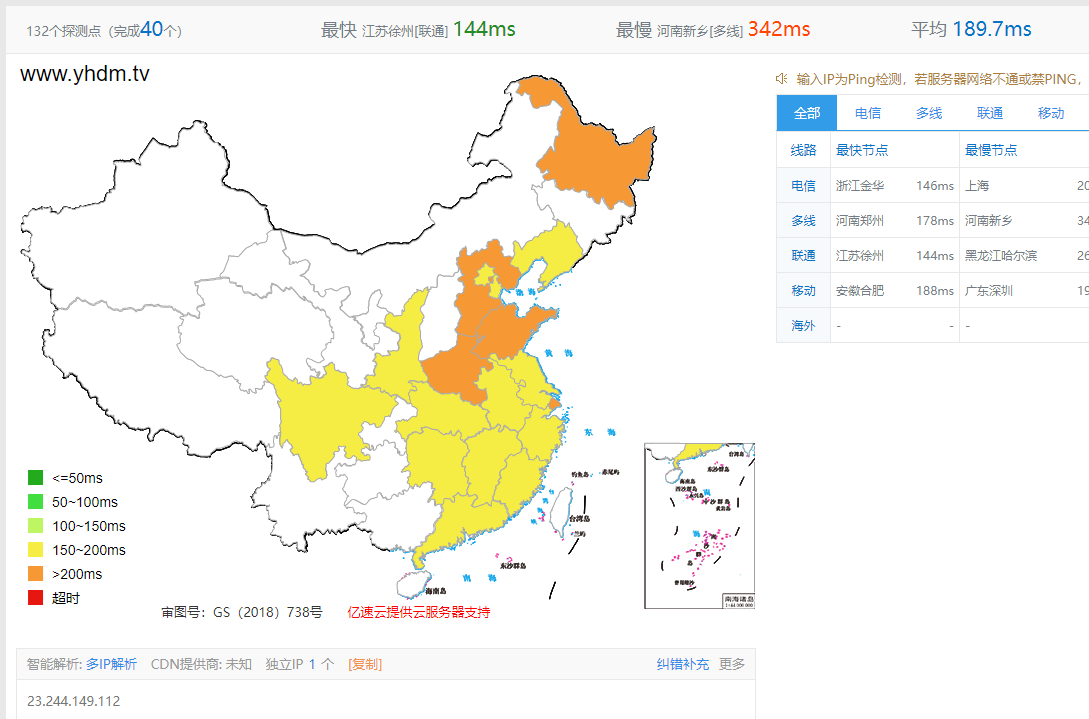 132个探测点（完成40个） 最快 江苏徐州[联通] 144ms 最慢 河南新乡[多线] 342ms 平均 189.7ms
www.yhdm.tv
输入IP为Ping检测，若服务器网络不通或禁PING，
全部 电信 多线 联通 移动
线路 最快节点 最慢节点
电信 浙江金华 146ms 上海 20
多线 河南郑州 178ms 河南新乡 34
联通 江苏徐州 144ms 黑龙江哈尔滨 26
移动 安徽合肥 188ms 广东深圳 19
海外 - - -
渤 海
黄 海
东 海
钓鱼岛 赤尾屿
台湾岛
东沙群岛
南 海
海南岛
台湾岛
东沙群岛
海南岛
西沙群岛
黄岩岛
南海诸岛
<=50ms
50~100ms
100~150ms
150~200ms
>200ms
超时
审图号：GS（2018）738号 亿速云提供云服务器支持
智能解析: 多IP解析 CDN提供商: 未知 独立IP 1 个 [复制] 纠错补充 更多
23.244.149.112